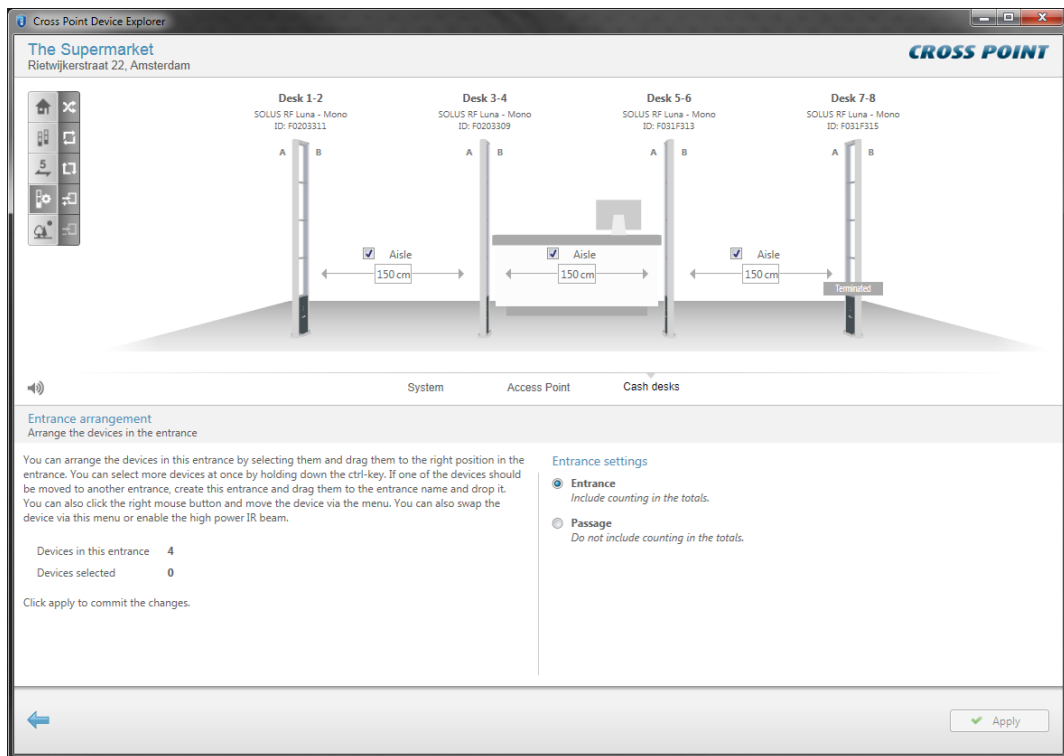 Cross Point Device Explorer
The Supermarket
Rietwijkerstraat 22, Amsterdam
CROSS POINT
Desk 1-2
SOLUS RF Luna - Mono
ID: F0203311
A B
Desk 3-4
SOLUS RF Luna - Mono
ID: F0203309
A B
Desk 5-6
SOLUS RF Luna - Mono
ID: F031F313
A B
Desk 7-8
SOLUS RF Luna - Mono
ID: F031F315
A B
5
Aisle
150 cm
Aisle
150 cm
Aisle
150 cm
Terminated
System
Access Point
Cash desks
Entrance arrangement
Arrange the devices in the entrance
You can arrange the devices in this entrance by selecting them and drag them to the right position in the
entrance. You can select more devices at once by holding down the ctrl-key. If one of the devices should
be moved to another entrance, create this entrance and drag them to the entrance name and drop it.
You can also click the right mouse button and move the device via the menu. You can also swap the
device via this menu or enable the high power IR beam.
Devices in this entrance 4
Devices selected 0
Click apply to commit the changes.
Entrance settings
Entrance
Include counting in the totals.
Passage
Do not include counting in the totals.
Apply